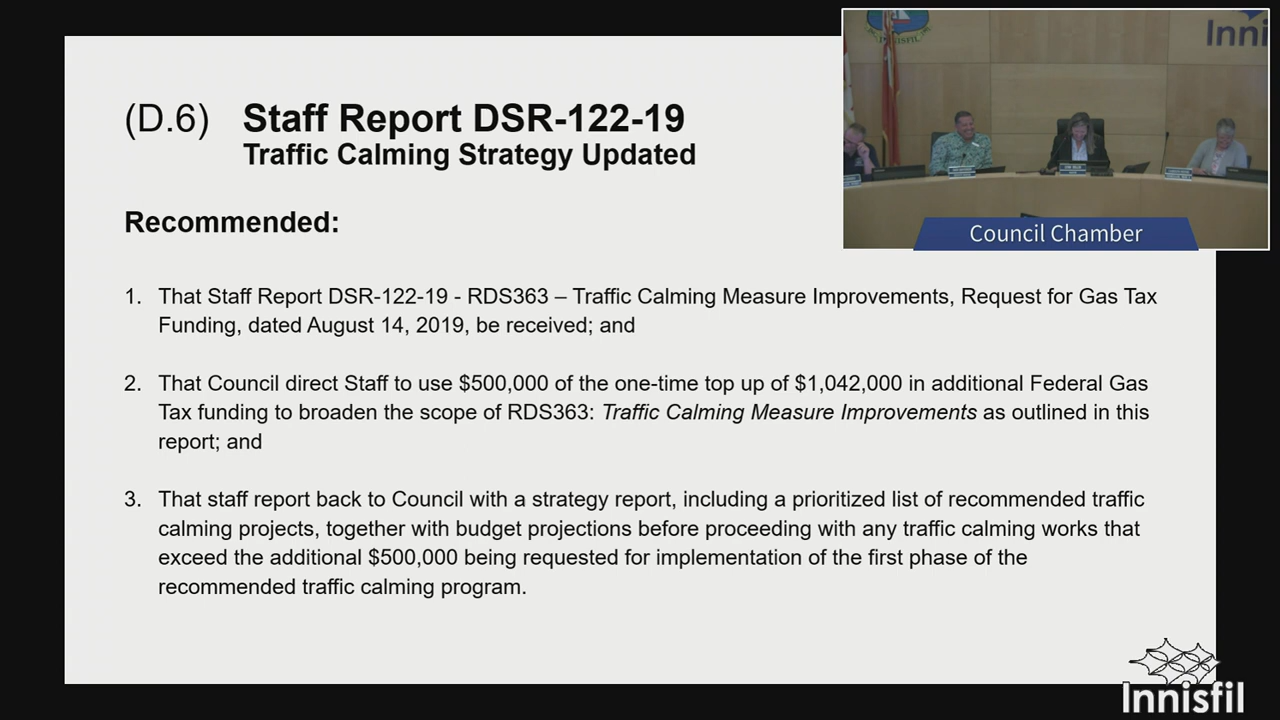 (D.6) Staff Report DSR-122-19
Traffic Calming Strategy Updated
Recommended:
1. That Staff Report DSR-122-19 - RDS363 – Traffic Calming Measure Improvements, Request for Gas Tax
Funding, dated August 14, 2019, be received; and
2. That Council direct Staff to use $500,000 of the one-time top up of $1,042,000 in additional Federal Gas
Tax funding to broaden the scope of RDS363: Traffic Calming Measure Improvements as outlined in this
report; and
3. That staff report back to Council with a strategy report, including a prioritized list of recommended traffic
calming projects, together with budget projections before proceeding with any traffic calming works that
exceed the additional $500,000 being requested for implementation of the first phase of the
recommended traffic calming program.
INNISFIL
Inni
Council Chamber
Innisfil